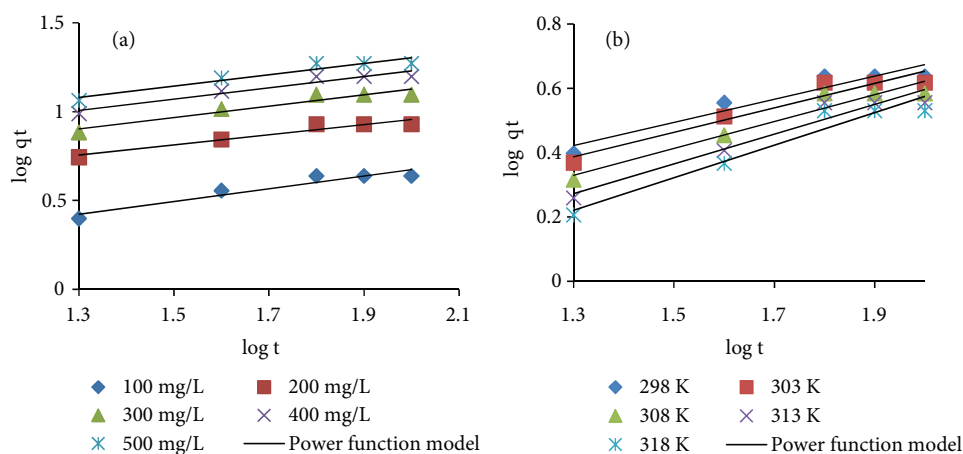 (a)
log qt
1.5
1
0.5
0
1.3 1.5 1.7 1.9 2.1
log t
100 mg/L 200 mg/L
300 mg/L 400 mg/L
500 mg/L Power function model
(b)
log qt
0.8
0.6
0.4
0.2
0
1.3 1.5 1.7 1.9
log t
298 K 303 K
308 K 313 K
318 K Power function model